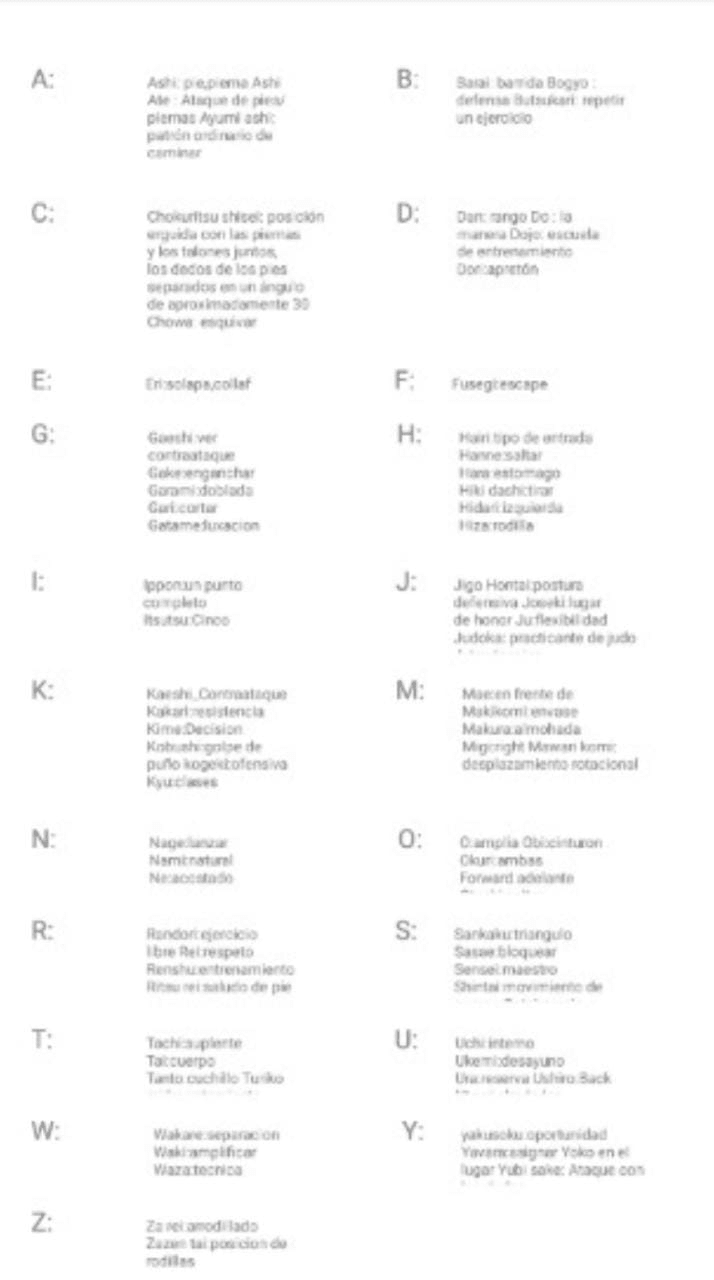 A:
Ashi: pie,pierna Ashi
Ate : Ataque de pies/
piernas Ayumi ashi:
patrón ordinario de
caminar
B:
Barai: barrida Bogyo :
defensa Butsukari: repetir
un ejercicio
C:
Chokuritsu shisei: posición
erguida con las piernas
y los talones juntos,
los dedos de los pies
separados en un ángulo
de aproximadamente 30
Chowa: esquivar
D:
Dan: rango Do : la
manera Dojo: escuela
de entrenamiento
Dori:apretón
E:
Eri:solapa,collaf
F:
Fusegi:escape
G:
Gaeshi:ver
contraataque
Gake:enganchar
Garami:doblada
Gari:cortar
Gatame:luxacion
H:
Hairi:tipo de entrada
Hanne:saltar
Hara:estomago
Hiki dashi:tirar
Hidari:izquierda
Hiza:rodilla
I:
Ippon:un punto
completo
Itsutsu:Cinco
J:
Jigo Hontai:postura
defensiva Joseki:lugar
de honor Ju:flexibilidad
Judoka: practicante de judo
K:
Kaeshi_Contraataque
Kakari:resistencia
Kime:Decision
Kobushi:golpe de
puño kogeki:ofensiva
Kyu:clases
M:
Mae:en frente de
Makikomi:envase
Makura:almohada
Migi:right Mawari komi:
desplazamiento rotacional
N:
Nage:lanzar
Nami:natural
Ne:acostado
O:
O:amplia Obi:cinturon
Okuri:ambas
Forward adelante
R:
Randori:ejercicio
libre Rei:respeto
Renshu:entrenamiento
Ritsu rei:saludo de pie
S:
Sankaku:triangulo
Sasae:bloquear
Sensei:maestro
Shintai:movimiento de
T:
Tachi:suplente
Tai:cuerpo
Tanto:cuchillo Turiko
U:
Uchi:interno
Ukemi:desayuno
Ura:reserva Ushiro:Back
W:
Wakare:separacion
Waki:amplificar
Waza:tecnica
Y:
yakusoku:oportunidad
Yavara:asignar Yoko en el
lugar Yubi sake: Ataque con
Z:
Za rei:arrodillado
Zazen tai:posicion de
rodillas